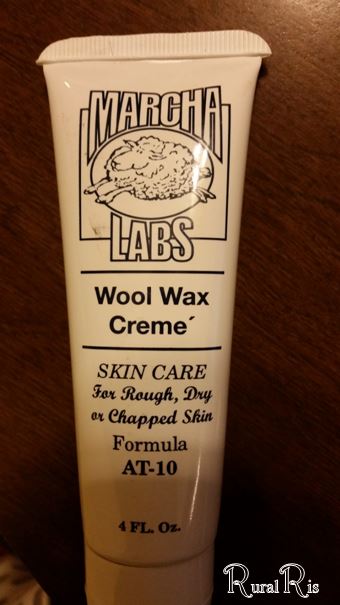 MARCHA
LABS
Wool Wax
Creme´
SKIN CARE
For Rough, Dry
or Chapped Skin
Formula
AT-10
4 FL. Oz.
Rural Ris